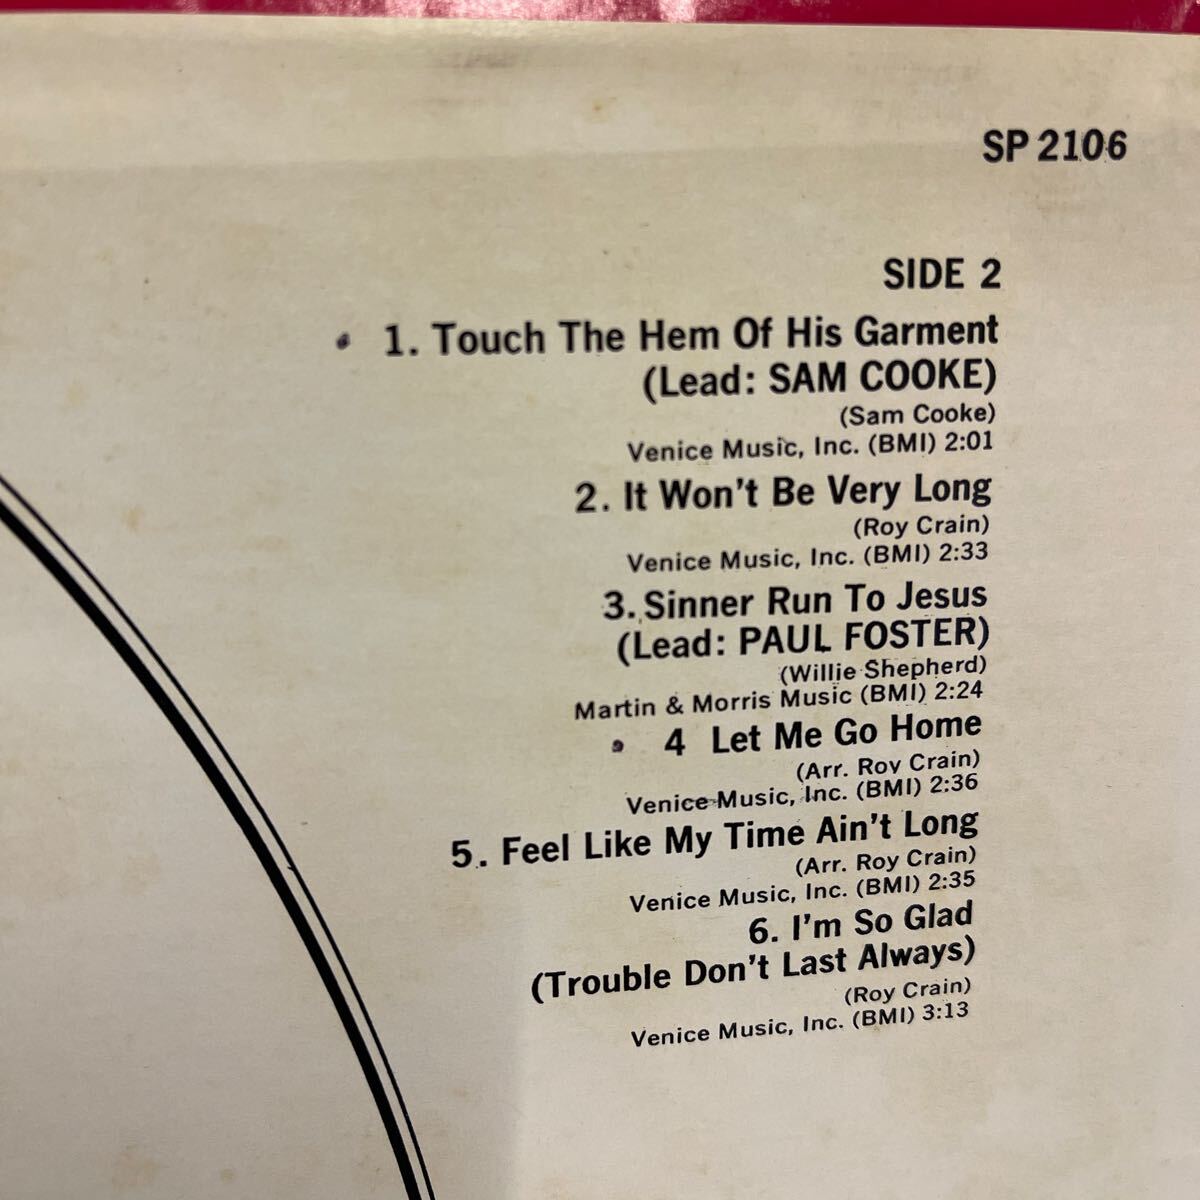 SP 2106
SIDE 2
1. Touch The Hem Of His Garment
(Lead: SAM COOKE)
(Sam Cooke)
Venice Music, Inc. (BMI) 2:01
2. It Won't Be Very Long
(Roy Crain)
Venice Music, Inc. (BMI) 2:33
3. Sinner Run To Jesus
(Lead: PAUL FOSTER)
(Willie Shepherd)
Martin & Morris Music (BMI) 2:24
4 Let Me Go Home
(Arr. Roy Crain)
Venice Music, Inc. (BMI) 2:36
5. Feel Like My Time Ain't Long
(Arr. Roy Crain)
Venice Music, Inc. (BMI) 2:35
6. I'm So Glad
(Trouble Don't Last Always)
(Roy Crain)
Venice Music, Inc. (BMI) 3:13